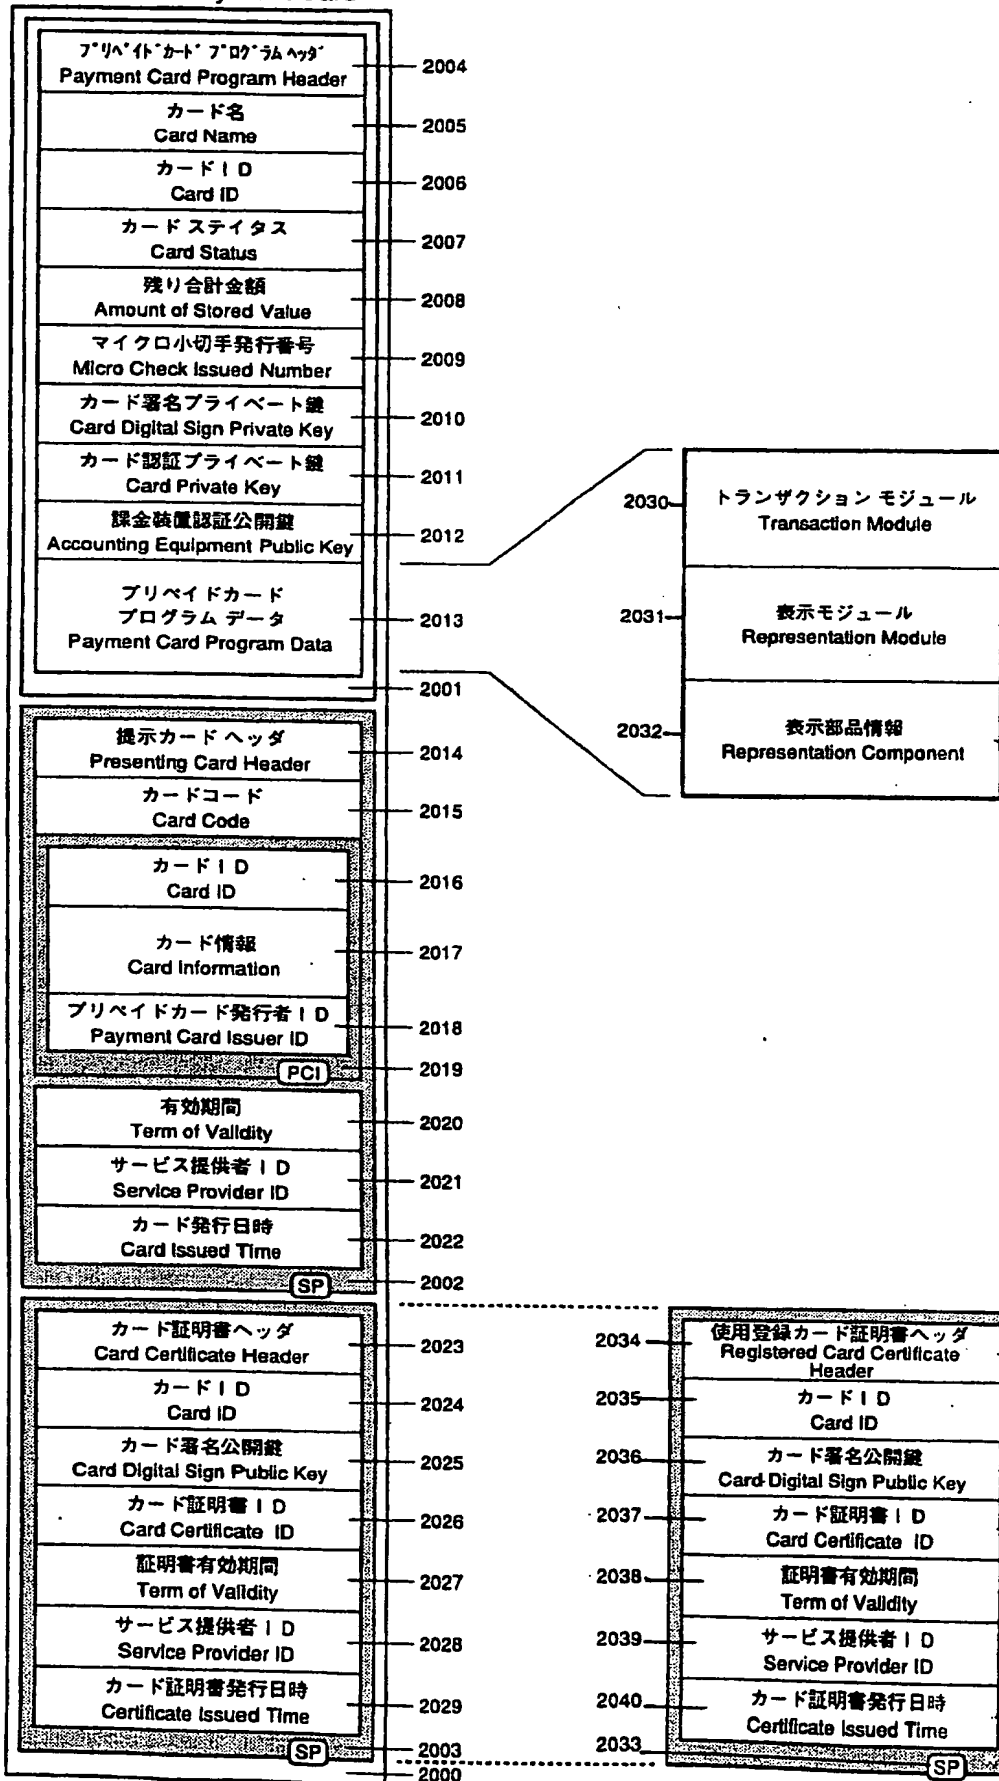 プリペイドカード プログラム ヘッダ
Payment Card Program Header
2004
カード名
Card Name
2005
カードID
Card ID
2006
カード ステイタス
Card Status
2007
残り合計金額
Amount of Stored Value
2008
マイクロ小切手発行番号
Micro Check Issued Number
2009
カード署名プライベート鍵
Card Digital Sign Private Key
2010
カード認証プライベート鍵
Card Private Key
2011
課金装置認証公開鍵
Accounting Equipment Public Key
2012
プリペイドカード
プログラム データ
Payment Card Program Data
2013
2001
2030
トランザクション モジュール
Transaction Module
2031
表示モジュール
Representation Module
2032
表示部品情報
Representation Component
提示カード ヘッダ
Presenting Card Header
2014
カードコード
Card Code
2015
カードID
Card ID
2016
カード情報
Card Information
2017
プリペイドカード発行者ID
Payment Card Issuer ID
2018
PCI
2019
有効期間
Term of Validity
2020
サービス提供者ID
Service Provider ID
2021
カード発行日時
Card Issued Time
2022
SP
2002
カード証明書ヘッダ
Card Certificate Header
2023
カードID
Card ID
2024
カード署名公開鍵
Card Digital Sign Public Key
2025
カード証明書ID
Card Certificate ID
2026
証明書有効期間
Term of Validity
2027
サービス提供者ID
Service Provider ID
2028
カード証明書発行日時
Certificate Issued Time
2029
SP
2003
2000
2034
使用登録カード証明書ヘッダ
Registered Card Certificate
Header
2035
カードID
Card ID
2036
カード署名公開鍵
Card Digital Sign Public Key
2037
カード証明書ID
Card Certificate ID
2038
証明書有効期間
Term of Validity
2039
サービス提供者ID
Service Provider ID
2040
カード証明書発行日時
Certificate Issued Time
2033
SP